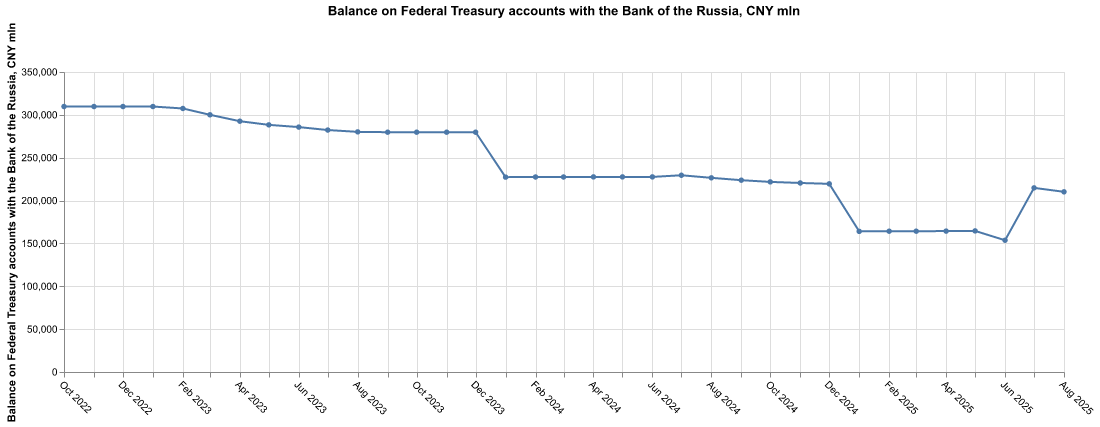 Balance on Federal Treasury accounts with the Bank of the Russia, CNY mln
Balance on Federal Treasury accounts with the Bank of the Russia, CNY mln
350,000
300,000
250,000
200,000
150,000
100,000
50,000
0
Oct 2022
Dec 2022
Feb 2023
Apr 2023
Jun 2023
Aug 2023
Oct 2023
Dec 2023
Feb 2024
Apr 2024
Jun 2024
Aug 2024
Oct 2024
Dec 2024
Feb 2025
Apr 2025
Jun 2025
Aug 2025